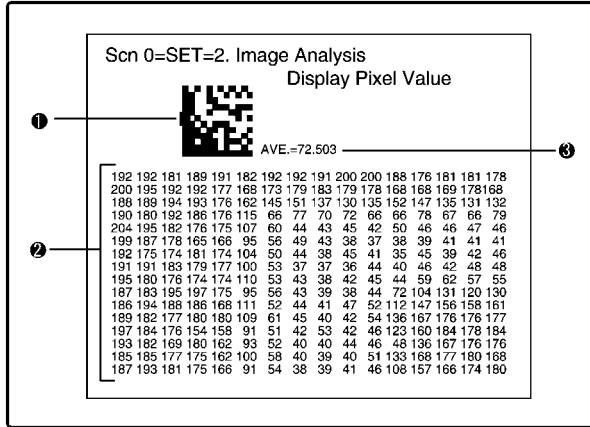 Scn 0=SET=2. Image Analysis
Display Pixel Value
❶
AVE.=72.503
❸
192 192 181 189 191 182 192 192 191 200 200 188 176 181 181 178
200 195 192 192 177 168 173 179 183 179 178 168 168 169 178168
188 189 194 193 176 162 145 151 137 130 135 152 147 135 131 132
190 180 192 186 176 115 66 77 70 72 66 66 78 67 66 79
204 195 182 176 175 107 60 44 43 45 42 50 46 46 47 46
❷
199 187 178 165 166 95 56 49 43 38 37 38 39 41 41 41
192 175 174 181 174 104 50 44 38 45 41 35 45 39 42 46
191 191 183 179 177 100 53 37 37 36 44 40 46 42 48 48
195 180 176 174 174 110 53 43 38 42 45 44 59 62 57 55
187 183 195 197 175 95 56 43 39 38 44 72 104 131 120 130
186 194 188 186 168 111 52 44 41 47 52 112 147 156 158 161
189 182 177 180 180 109 61 45 40 42 54 136 167 176 176 177
197 184 176 154 158 91 51 42 53 42 46 123 160 184 178 184
193 182 169 180 162 93 52 40 40 44 46 48 136 167 176 176
185 185 177 175 162 100 58 40 39 40 51 133 168 177 180 168
187 193 181 175 166 91 54 38 39 41 46 108 157 166 174 180